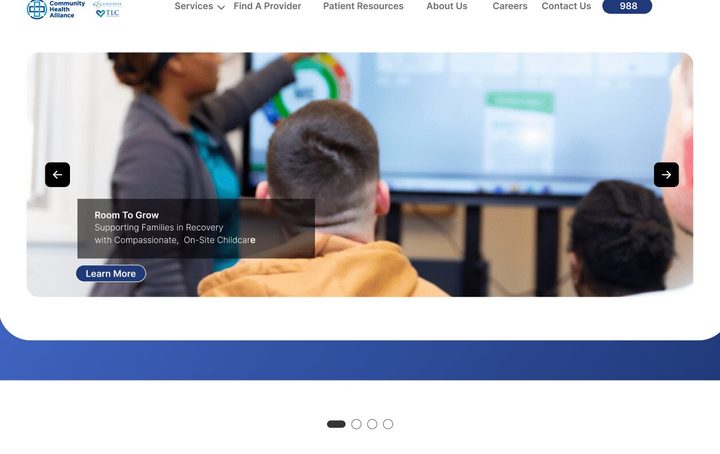 Community
Health
Alliance
TLC
Services
Find A Provider
Patient Resources
About Us
Careers
Contact Us
988
Room To Grow
Supporting Families in Recovery
with Compassionate, On-Site Childcare
Learn More